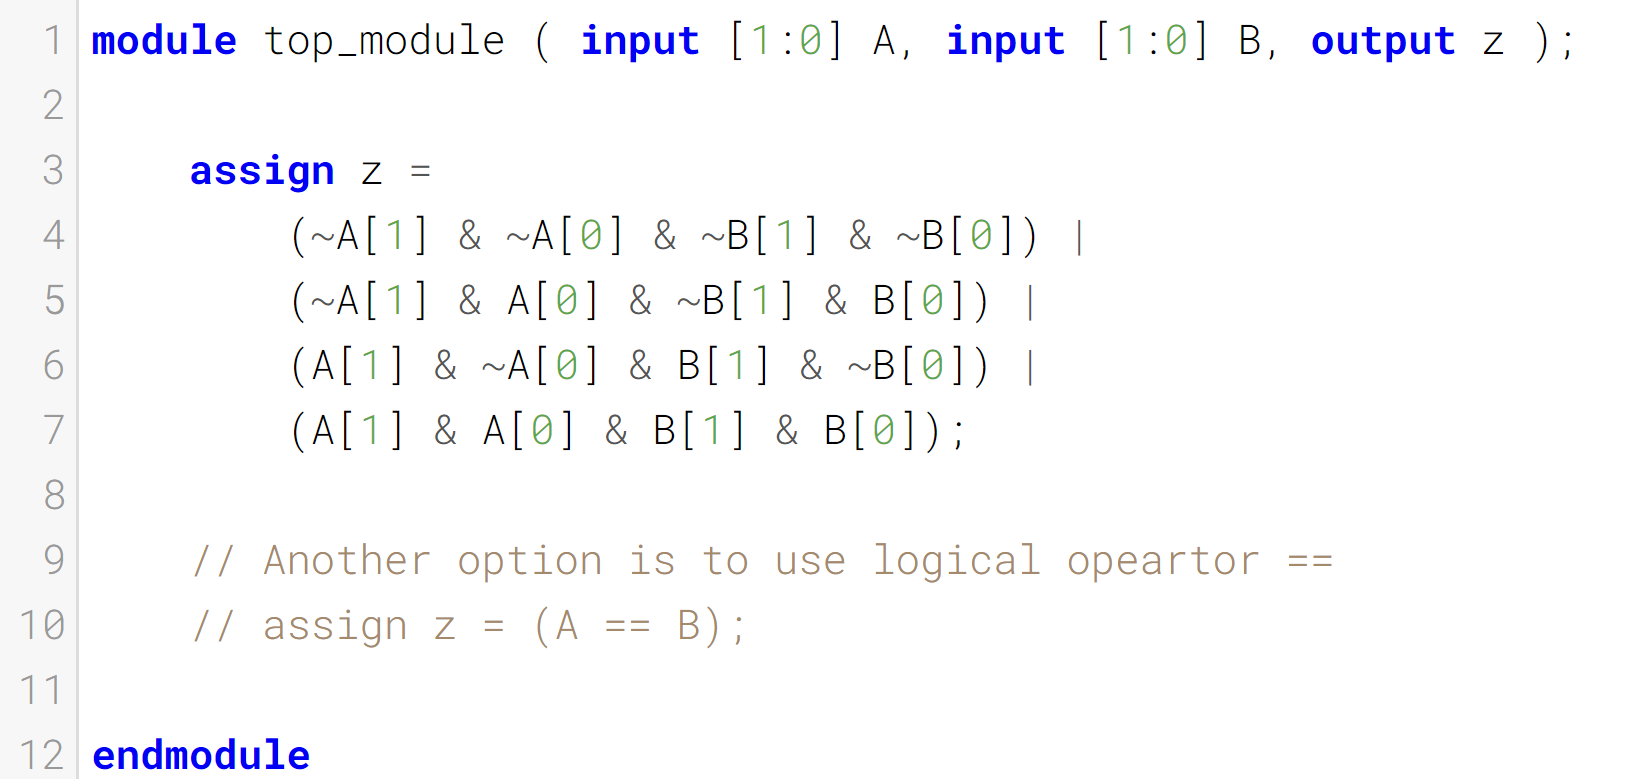 1 module top_module ( input [1:0] A, input [1:0] B, output z );
2
3 assign z =
4 (~A[1] & ~A[0] & ~B[1] & ~B[0]) |
5 (~A[1] & A[0] & ~B[1] & B[0]) |
6 (A[1] & ~A[0] & B[1] & ~B[0]) |
7 (A[1] & A[0] & B[1] & B[0]);
8
9 // Another option is to use logical opeartor ==
10 // assign z = (A == B);
11
12 endmodule